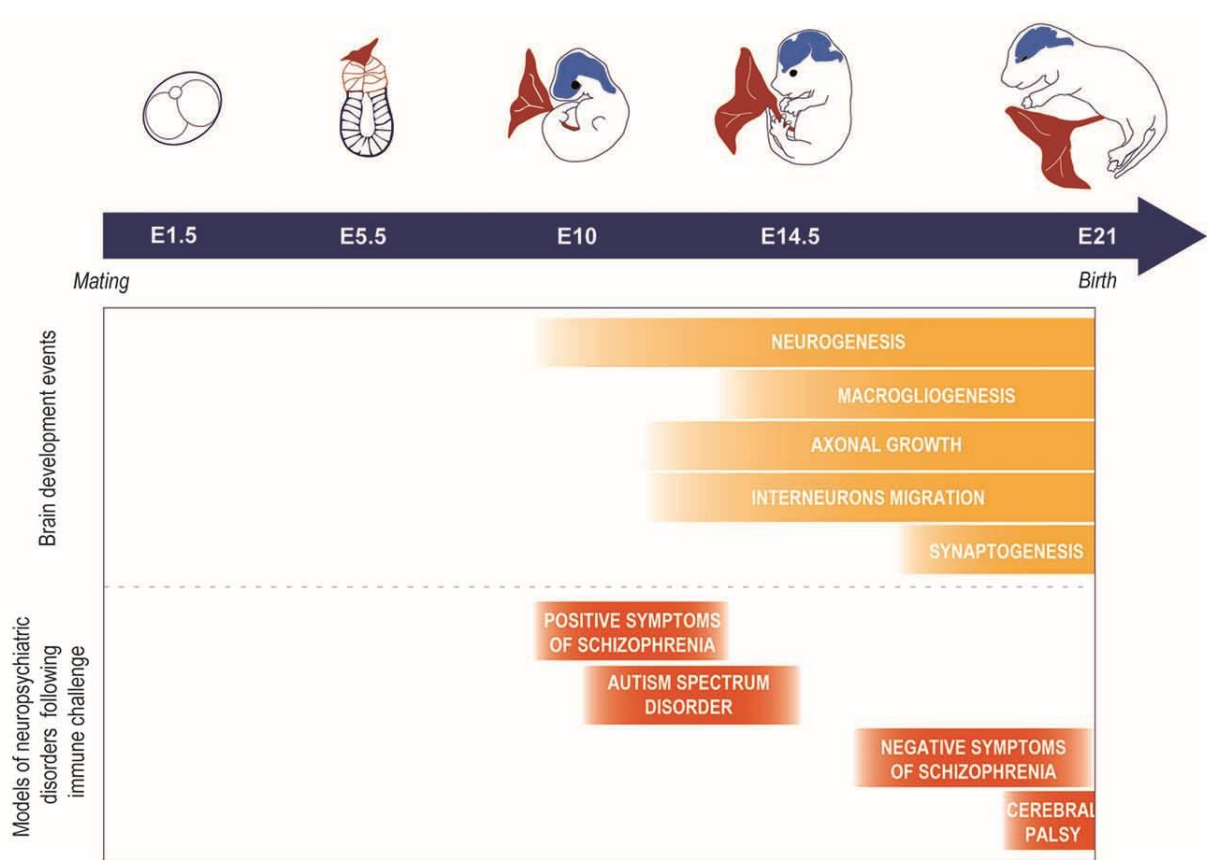 E1.5 E5.5 E10 E14.5 E21
Mating Birth
Brain development events
NEUROGENESIS
MACROGLIOGENESIS
AXONAL GROWTH
INTERNEURONS MIGRATION
SYNAPTOGENESIS
Models of neuropsychiatric
disorders following
immune challenge
POSITIVE SYMPTOMS
OF SCHIZOPHRENIA
AUTISM SPECTRUM
DISORDER
NEGATIVE SYMPTOMS
OF SCHIZOPHRENIA
CEREBRAL
PALSY